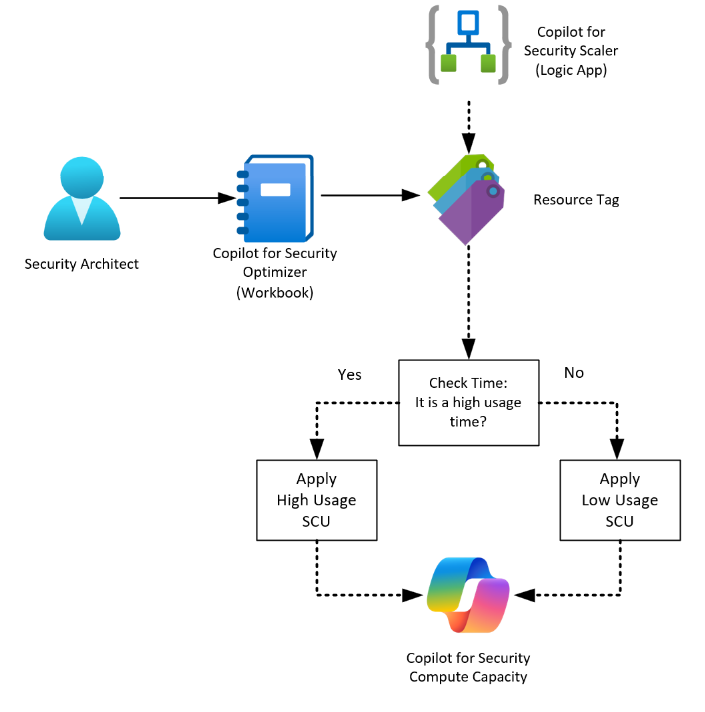 Copilot for
Security Scaler
(Logic App)
Resource Tag
Security Architect
Copilot for Security
Optimizer
(Workbook)
Yes
No
Check Time:
It is a high usage
time?
Apply
High Usage
SCU
Apply
Low Usage
SCU
Copilot for Security
Compute Capacity